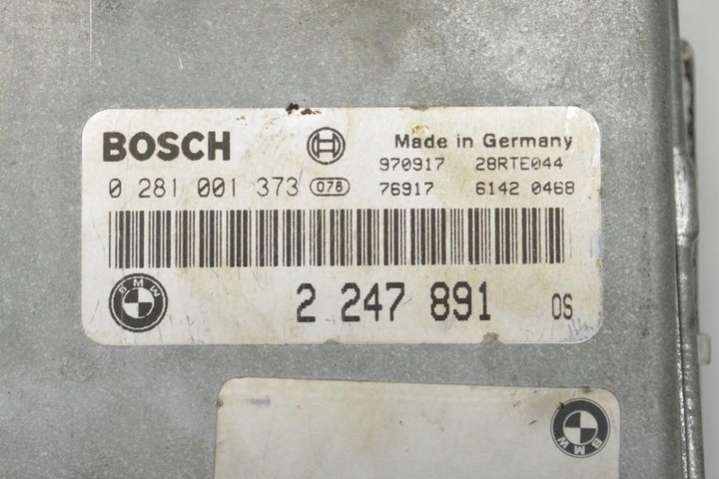 BOSCH Made in Germany
970917 28RTE044
0 281 001 373 078 76917 6142 0468
BMW 2 247 891 OS
BMW